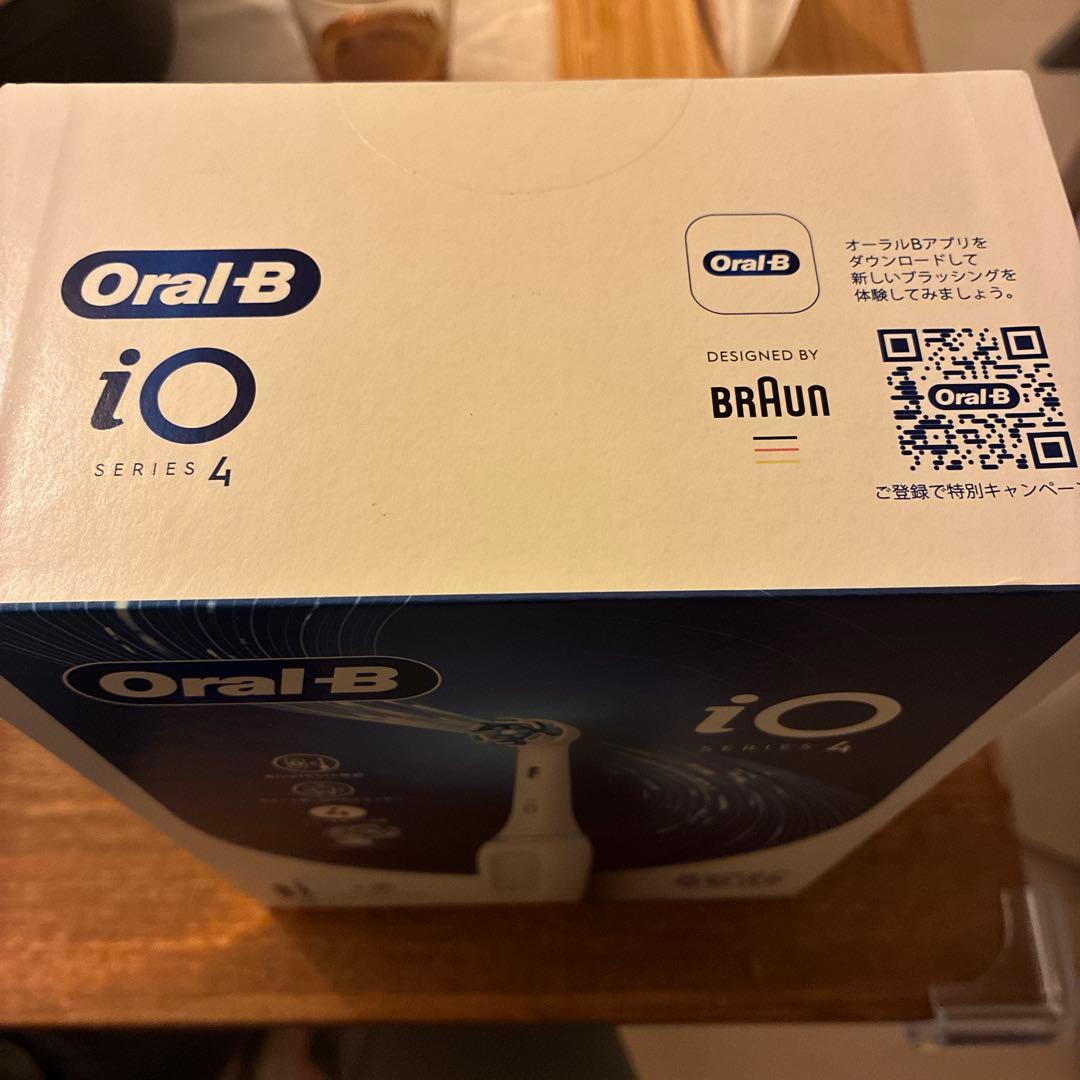 Oral-B
iO
SERIES 4
Oral-B
オーラルBアプリを
ダウンロードして
新しいブラッシングを
体験してみましょう。
DESIGNED BY
BRAUN
Oral-B
ご登録で特別キャンペー
Oral-B
iO
SERIES 4